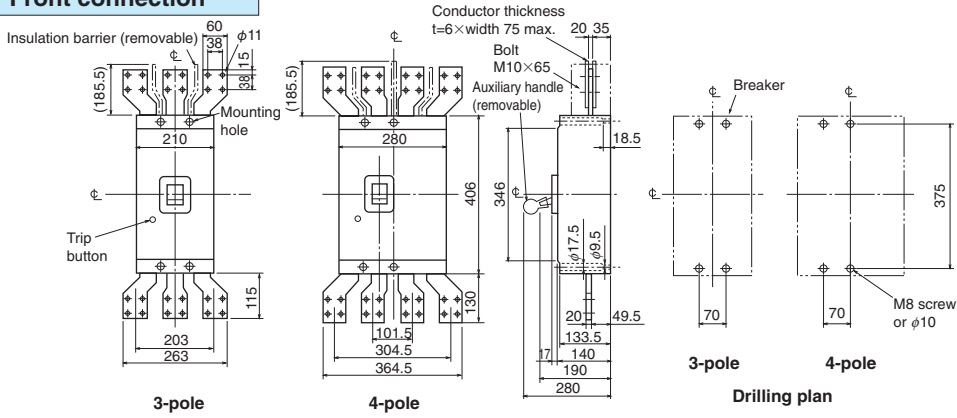 Front connection
Insulation barrier (removable)
60
38
φ11
15
38
(185.5)
℄
Mounting
hole
210
℄
Trip
button
115
203
263
3-pole
℄
(185.5)
280
406
130
101.5
304.5
364.5
4-pole
Conductor thickness
t=6×width 75 max.
20 35
Bolt
M10×65
Auxiliary handle
(removable)
18.5
346
℄
φ17.5
φ9.5
20
49.5
133.5
17
140
190
280
Breaker
℄
℄
℄
375
70
70
M8 screw
or φ10
3-pole
4-pole
Drilling plan